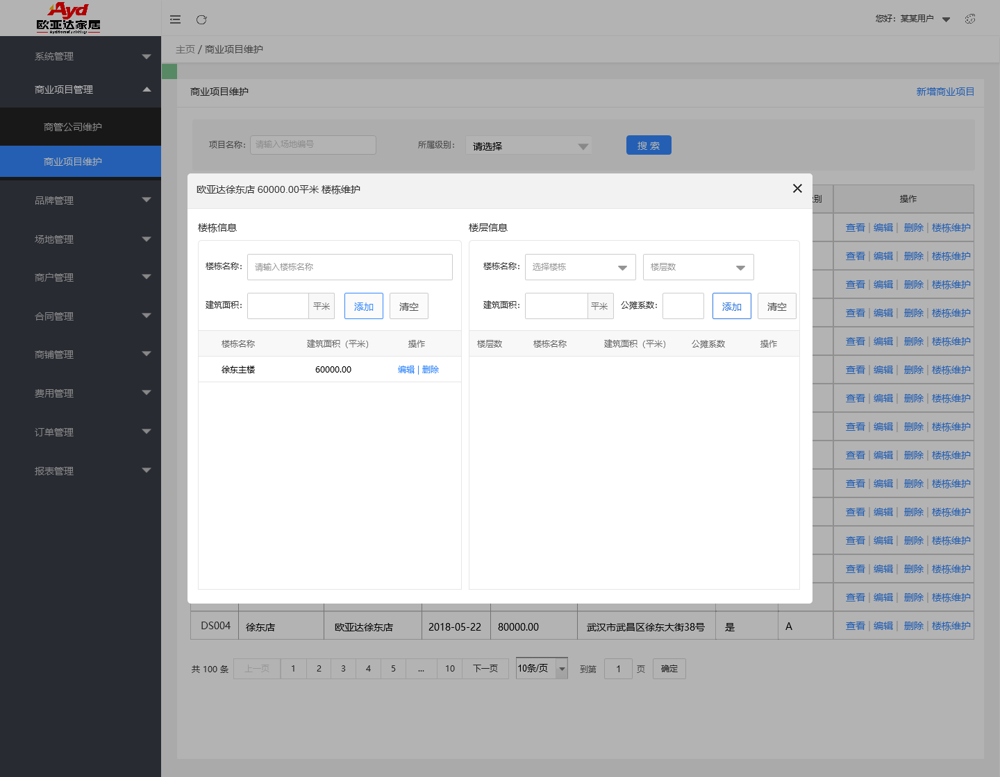 Ayd
欧亚达家居
AydHomeFurnishings
您好：某某用户
主页 / 商业项目维护
系统管理
商业项目管理
商管公司维护
商业项目维护
品牌管理
场地管理
商户管理
合同管理
商铺管理
费用管理
订单管理
报表管理
商业项目维护 新增商业项目
项目名称： 请输入场地编号 所属级别： 请选择 搜 索
别 操作
欧亚达徐东店 60000.00平米 楼栋维护
楼栋信息
楼栋名称： 请输入楼栋名称
建筑面积： 平米 添加 清空
楼栋名称 建筑面积（平米） 操作
徐东主楼 60000.00 编辑 | 删除
楼层信息
楼栋名称： 选择楼栋 楼层数
建筑面积： 平米 公摊系数： 添加 清空
楼层数 楼栋名称 建筑面积（平米） 公摊系数 操作
查看 | 编辑 | 删除 | 楼栋维护
查看 | 编辑 | 删除 | 楼栋维护
查看 | 编辑 | 删除 | 楼栋维护
查看 | 编辑 | 删除 | 楼栋维护
查看 | 编辑 | 删除 | 楼栋维护
查看 | 编辑 | 删除 | 楼栋维护
查看 | 编辑 | 删除 | 楼栋维护
查看 | 编辑 | 删除 | 楼栋维护
查看 | 编辑 | 删除 | 楼栋维护
查看 | 编辑 | 删除 | 楼栋维护
查看 | 编辑 | 删除 | 楼栋维护
查看 | 编辑 | 删除 | 楼栋维护
查看 | 编辑 | 删除 | 楼栋维护
查看 | 编辑 | 删除 | 楼栋维护
DS004 徐东店 欧亚达徐东店 2018-05-22 80000.00 武汉市武昌区徐东大街38号 是 A 查看 | 编辑 | 删除 | 楼栋维护
共 100 条 上一页 1 2 3 4 5 ... 10 下一页 10条/页 到第 1 页 确定